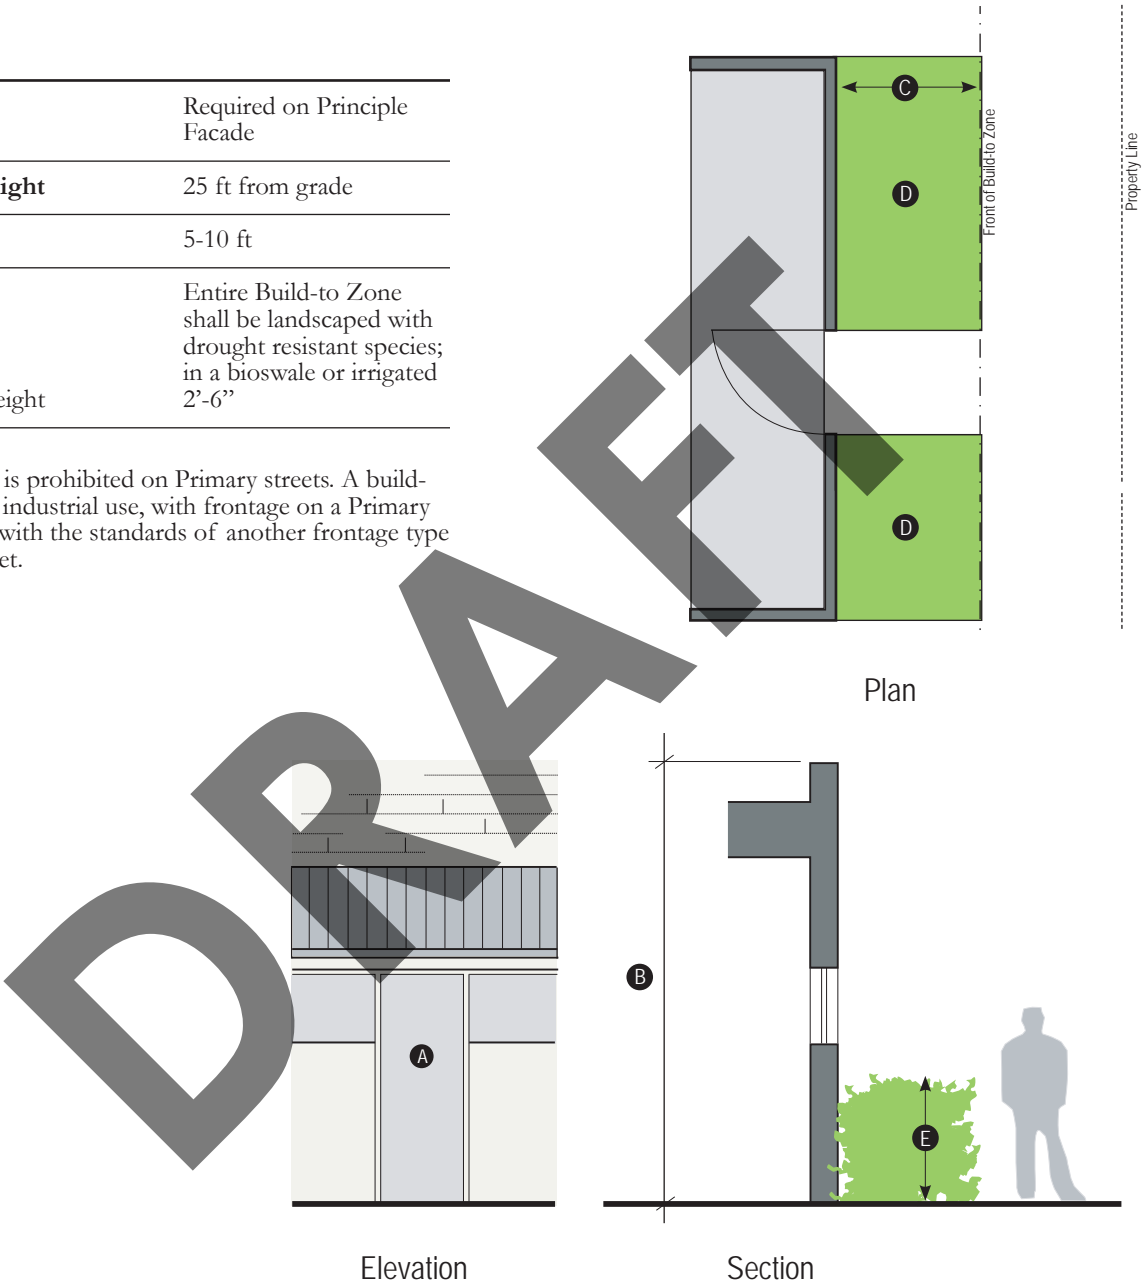 Required on Principle
Facade
ight
25 ft from grade
5-10 ft
Entire Build-to Zone
shall be landscaped with
drought resistant species;
in a bioswale or irrigated
eight
2’-6”
is prohibited on Primary streets. A build-
industrial use, with frontage on a Primary
with the standards of another frontage type
et.
C
D
D
Front of Build-to Zone
Property Line
Plan
DRAFT
A
B
E
Elevation
Section